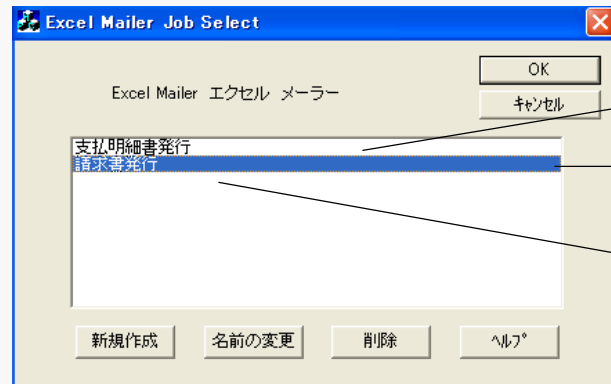 Excel Mailer Job Select
OK
Excel Mailer エクセル メーラー
キャンセル
支払明細書発行
請求書発行
新規作成
名前の変更
削除
ヘルプ